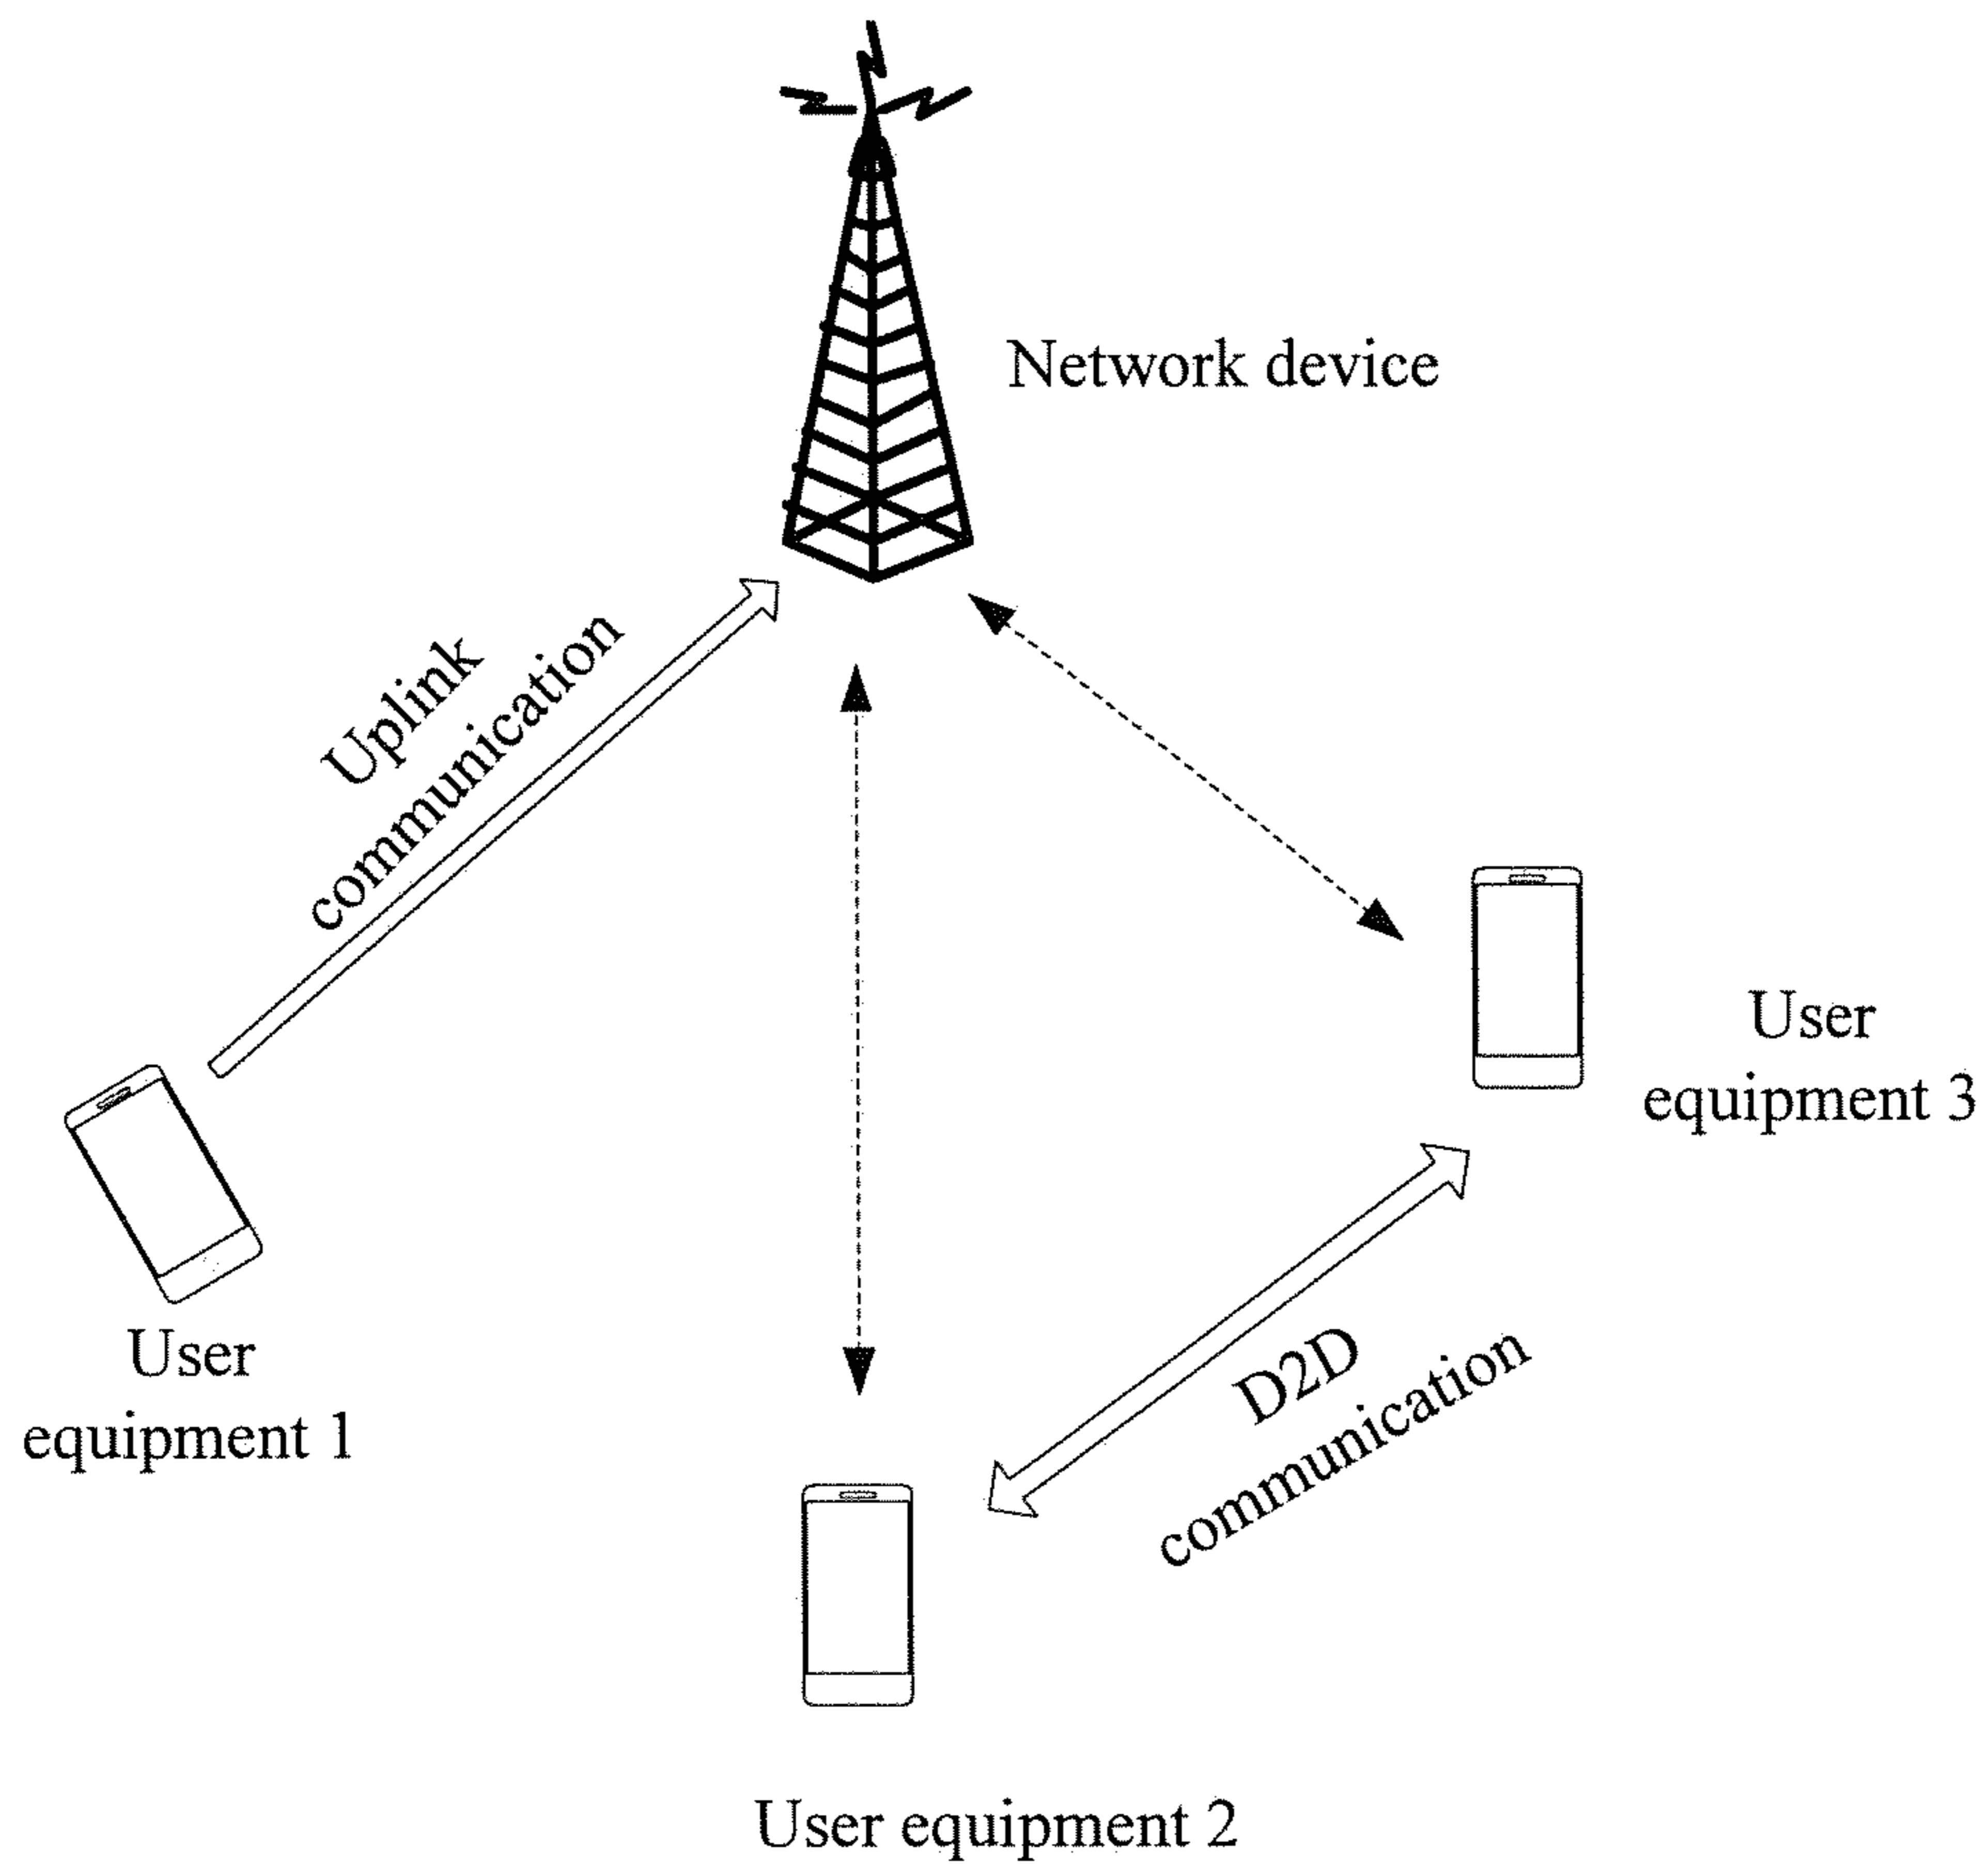 Network device
Uplink
communication
User
equipment 3
User
equipment 1
D2D
communication
User equipment 2